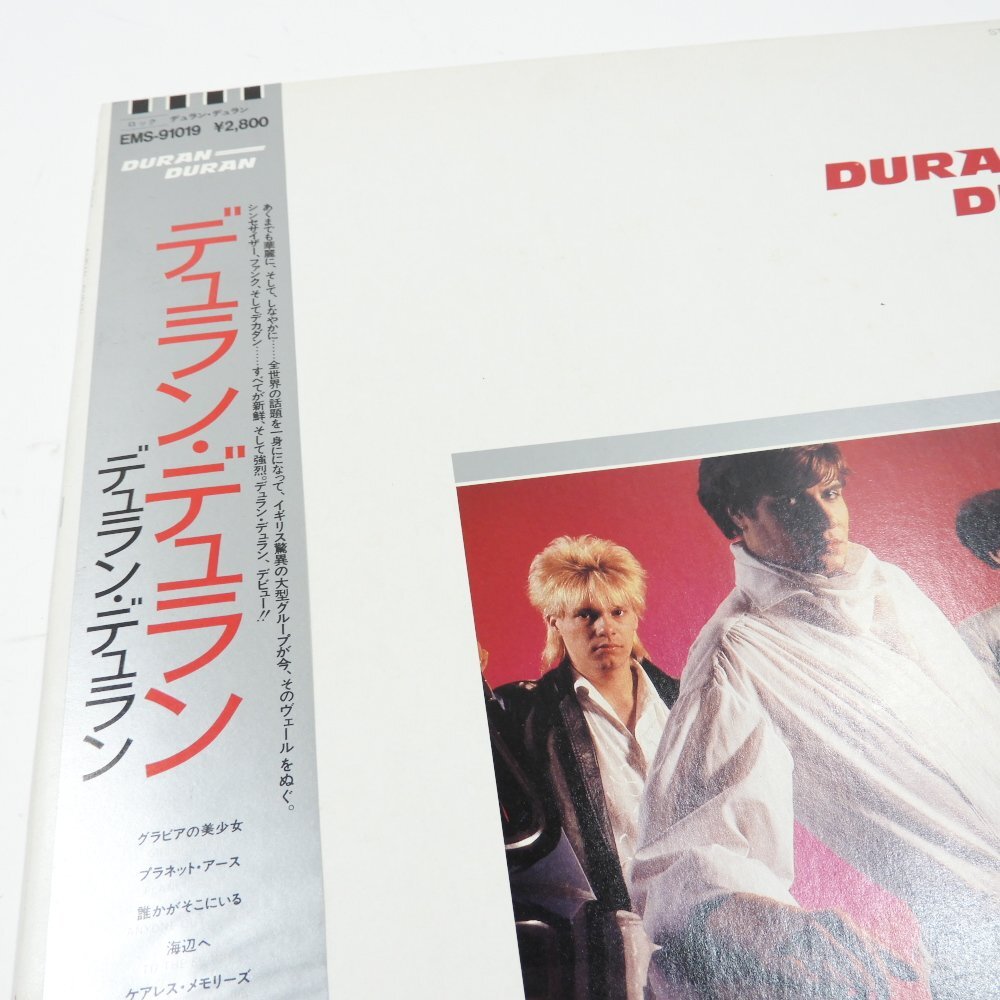 ロック デュラン・デュラン
EMS-91019 ¥2,800
DURAN
DURAN
デュラン・デュラン
デュラン・デュラン
あくまでも華麗に、そして、しなやかに……全世界の話題を一身にになって、イギリス驚異の大型グループが今、そのヴェールをぬぐ。
シンセサイザー、ファンク、そしてデカダン……すべてが新鮮、そして強烈。デュラン・デュラン、デビュー!!
グラビアの美少女
プラネット・アース
誰かがそこにいる
海辺へ
TO THE
ケアレス・メモリーズ
ST
DURA
D